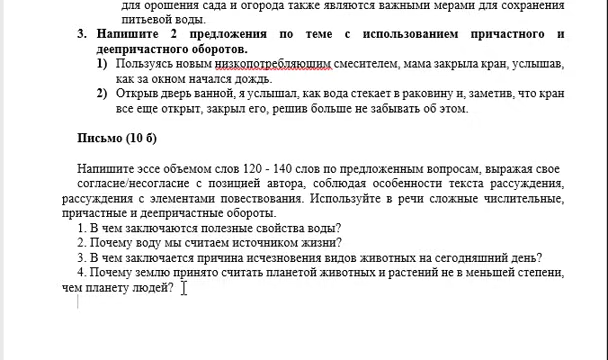 для орошения сада и огорода также являются важными мерами для сохранения
питьевой воды.
3. Напишите 2 предложения по теме с использованием причастного и
деепричастного оборотов.
1) Пользуясь новым низкопотребляющим смесителем, мама закрыла кран, услышав,
как за окном начался дождь.
2) Открыв дверь ванной, я услышал, как вода стекает в раковину и, заметив, что кран
все еще открыт, закрыл его, решив больше не забывать об этом.
Письмо (10 б)
Напишите эссе объемом слов 120 - 140 слов по предложенным вопросам, выражая свое
согласие/несогласие с позицией автора, соблюдая особенности текста рассуждения,
рассуждения с элементами повествования. Используйте в речи сложные числительные,
причастные и деепричастные обороты.
1. В чем заключаются полезные свойства воды?
2. Почему воду мы считаем источником жизни?
3. В чем заключается причина исчезновения видов животных на сегодняшний день?
4. Почему землю принято считать планетой животных и растений не в меньшей степени,
чем планету людей?